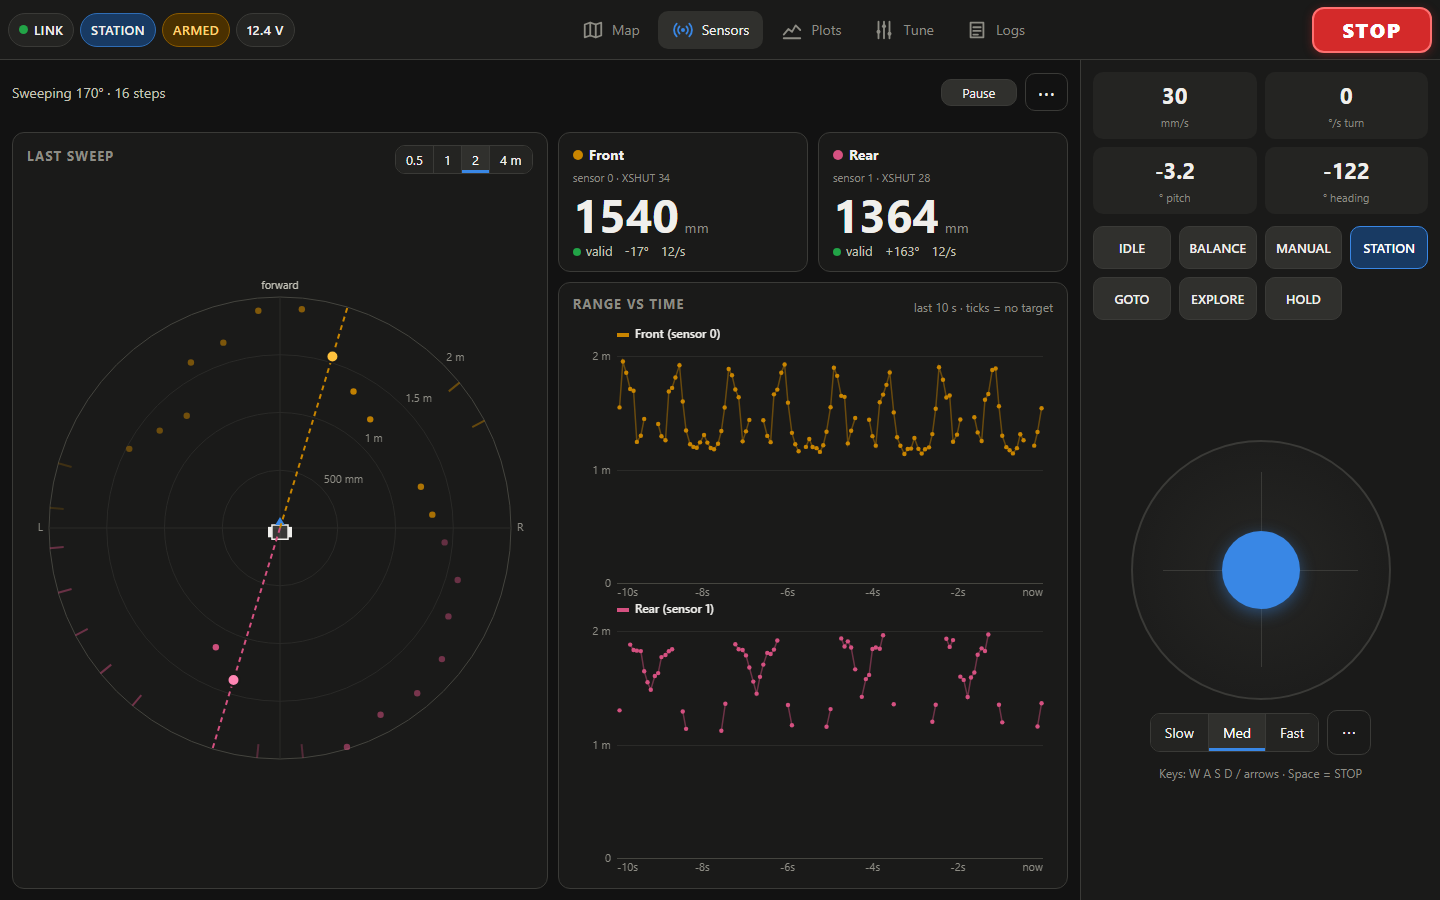 LINK STATION ARMED 12.4 V Map Sensors Plots Tune Logs STOP
Sweeping 170° · 16 steps Pause ...
LAST SWEEP 0.5 1 2 4 m
forward
2 m
1.5 m
1 m
500 mm
L R
Front
sensor 0 · XSHUT 34
1540 mm
valid -17° 12/s
Rear
sensor 1 · XSHUT 28
1364 mm
valid +163° 12/s
RANGE VS TIME last 10 s · ticks = no target
Front (sensor 0)
2 m
1 m
0
-10s -8s -6s -4s -2s now
Rear (sensor 1)
2 m
1 m
0
-10s -8s -6s -4s -2s now
30
mm/s
0
°/s turn
-3.2
° pitch
-122
° heading
IDLE BALANCE MANUAL STATION
GOTO EXPLORE HOLD
Slow Med Fast ...
Keys: W A S D / arrows · Space = STOP